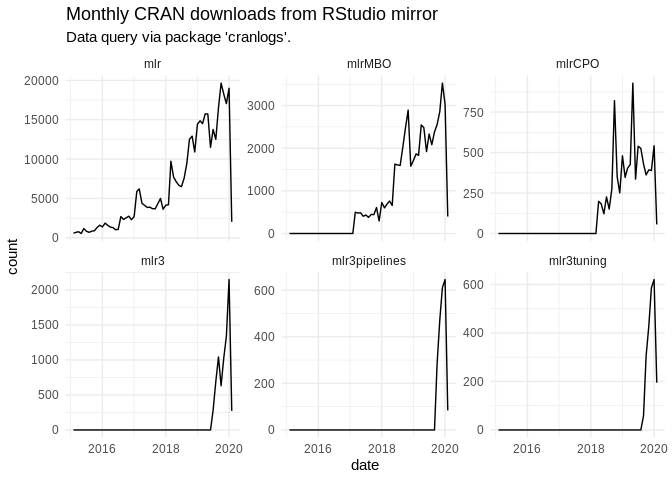 Monthly CRAN downloads from RStudio mirror
Data query via package 'cranlogs'.
mlr
mlrMBO
mlrCPO
20000
15000
10000
5000
0
3000
2000
1000
0
750
500
250
0
count
mlr3
mlr3pipelines
mlr3tuning
2000
1500
1000
500
0
600
400
200
0
600
400
200
0
2016 2018 2020
2016 2018 2020
2016 2018 2020
date